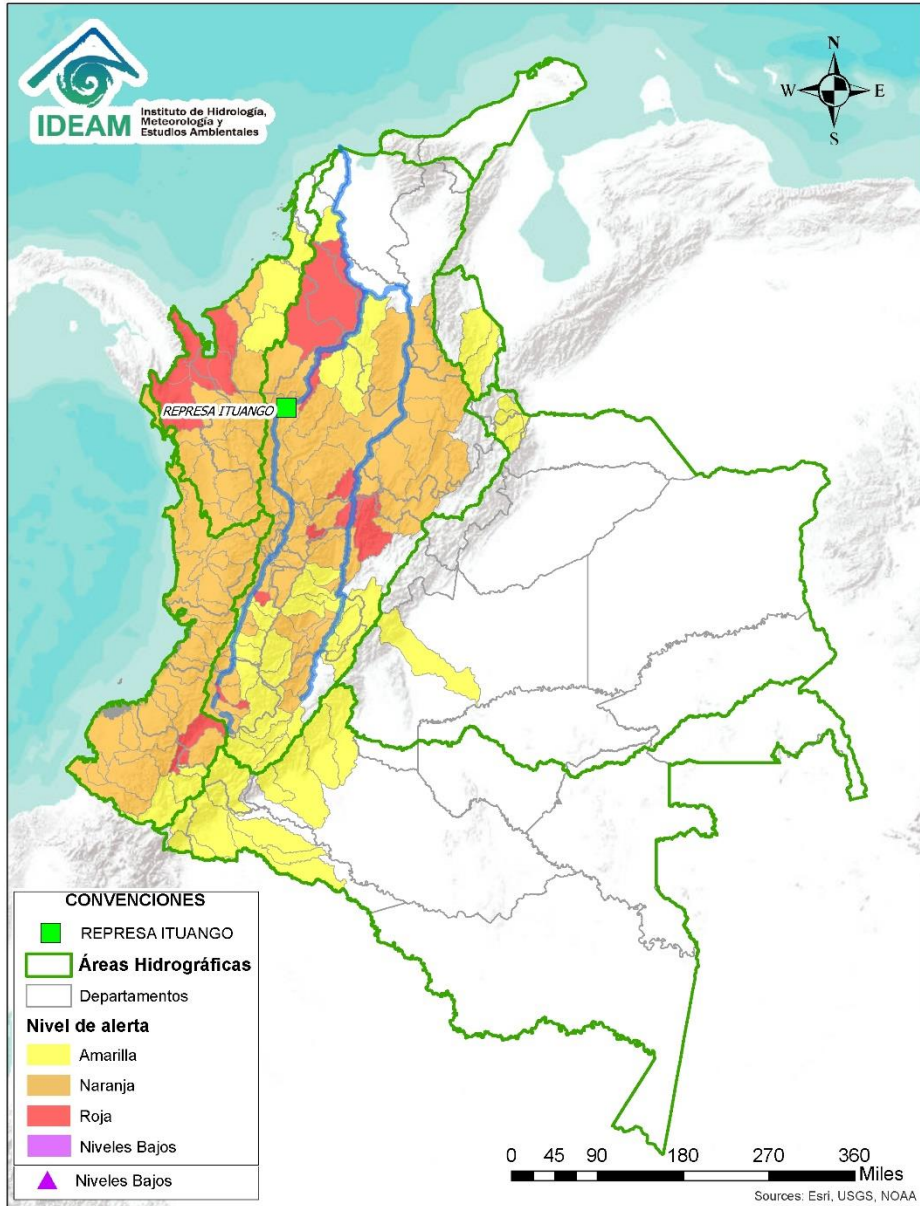 IDEAM
Instituto de Hidrología,
Meteorología y
Estudios Ambientales
N
W
E
S
REPRESA ITUANGO
CONVENCIONES
REPRESA ITUANGO
Áreas Hidrográficas
Departamentos
Nivel de alerta
Amarilla
Naranja
Roja
Niveles Bajos
Niveles Bajos
0 45 90 180 270 360
Miles
Sources: Esri, USGS, NOAA